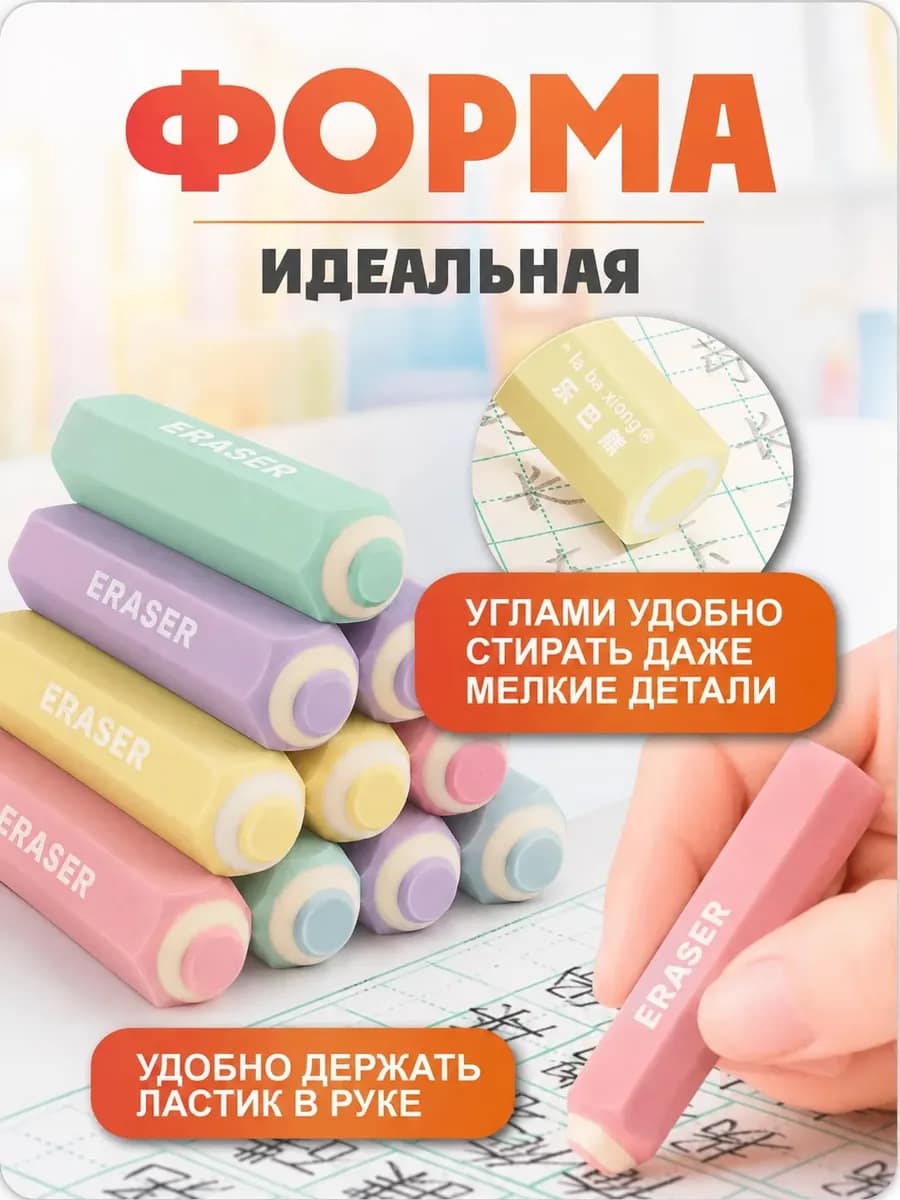 ФОРМА
ИДЕАЛЬНАЯ
la ba xiong®
乐巴熊
ERASER
ERASER
УГЛАМИ УДОБНО
СТИРАТЬ ДАЖЕ
МЕЛКИЕ ДЕТАЛИ
ERASER
ERASER
ERASER
УДОБНО ДЕРЖАТЬ
ЛАСТИК В РУКЕ